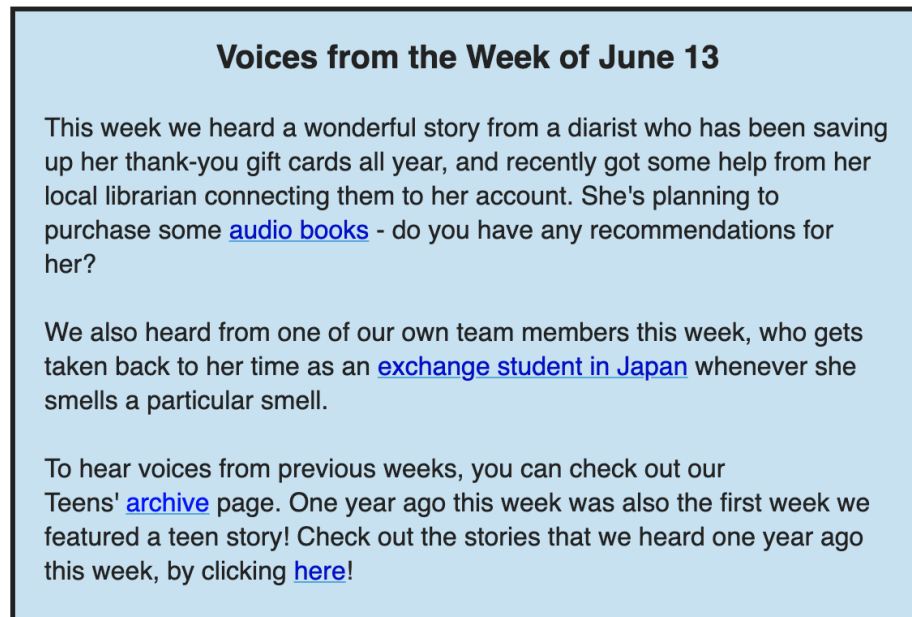 Voices from the Week of June 13
This week we heard a wonderful story from a diarist who has been saving
up her thank-you gift cards all year, and recently got some help from her
local librarian connecting them to her account. She's planning to
purchase some audio books - do you have any recommendations for
her?
We also heard from one of our own team members this week, who gets
taken back to her time as an exchange student in Japan whenever she
smells a particular smell.
To hear voices from previous weeks, you can check out our
Teens' archive page. One year ago this week was also the first week we
featured a teen story! Check out the stories that we heard one year ago
this week, by clicking here!